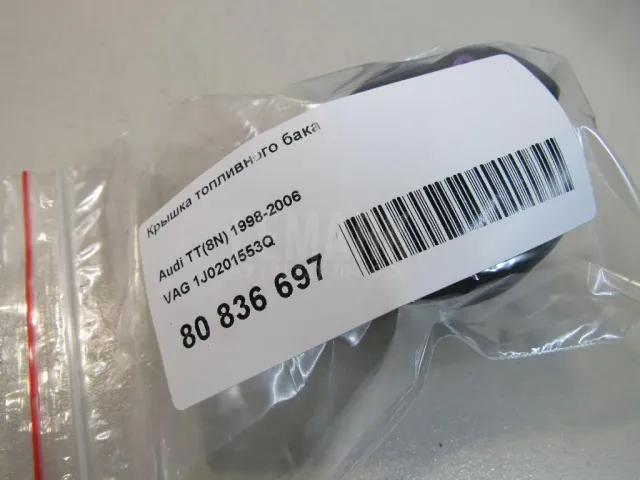 Крышка топливного бака
Audi TT(8N) 1998-2006
VAG 1J0201553Q
80 836 697